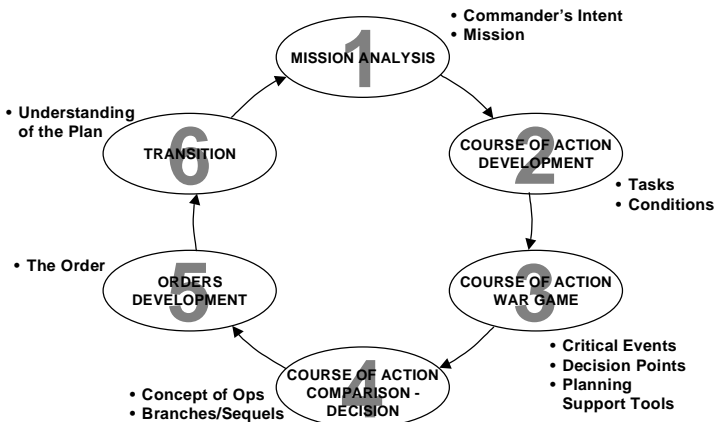 1
MISSION ANALYSIS
• Commander's Intent
• Mission
2
COURSE OF ACTION
DEVELOPMENT
• Tasks
• Conditions
3
COURSE OF ACTION
WAR GAME
• Critical Events
• Decision Points
• Planning
Support Tools
4
COURSE OF ACTION
COMPARISON -
DECISION
• Concept of Ops
• Branches/Sequels
5
ORDERS
DEVELOPMENT
• The Order
6
TRANSITION
• Understanding
of the Plan